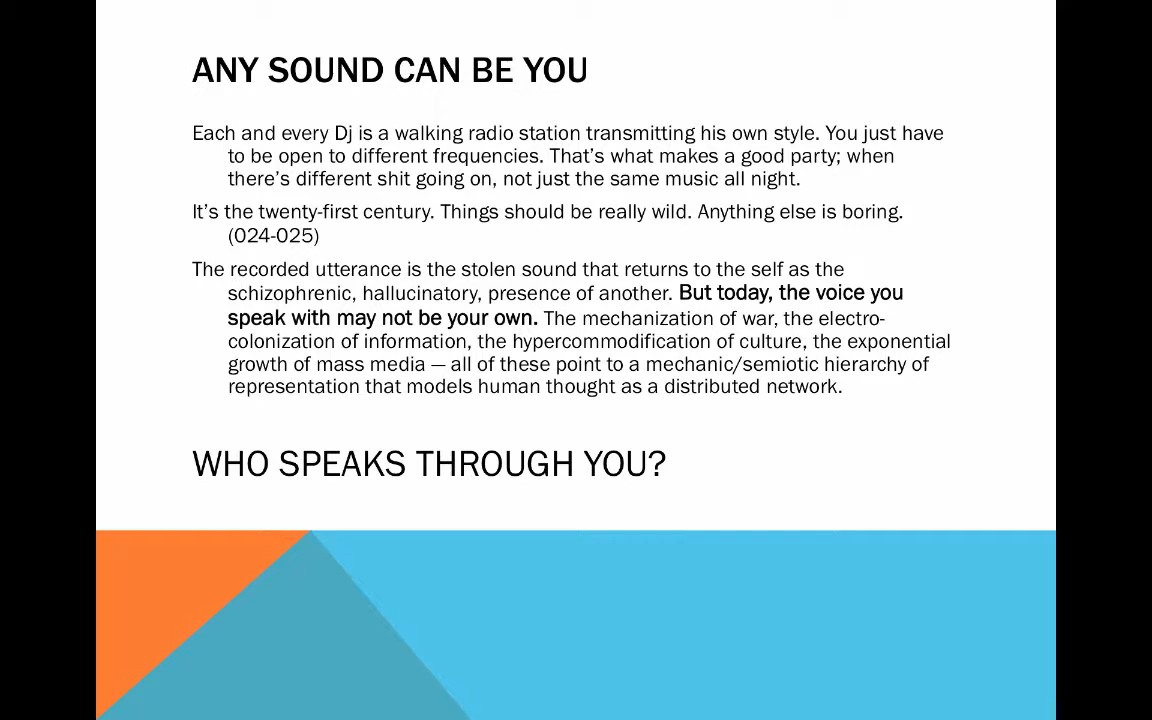 ANY SOUND CAN BE YOU
Each and every Dj is a walking radio station transmitting his own style. You just have
to be open to different frequencies. That’s what makes a good party; when
there’s different shit going on, not just the same music all night.
It’s the twenty-first century. Things should be really wild. Anything else is boring.
(024-025)
The recorded utterance is the stolen sound that returns to the self as the
schizophrenic, hallucinatory, presence of another. But today, the voice you
speak with may not be your own. The mechanization of war, the electro-
colonization of information, the hypercommodification of culture, the exponential
growth of mass media — all of these point to a mechanic/semiotic hierarchy of
representation that models human thought as a distributed network.
WHO SPEAKS THROUGH YOU?